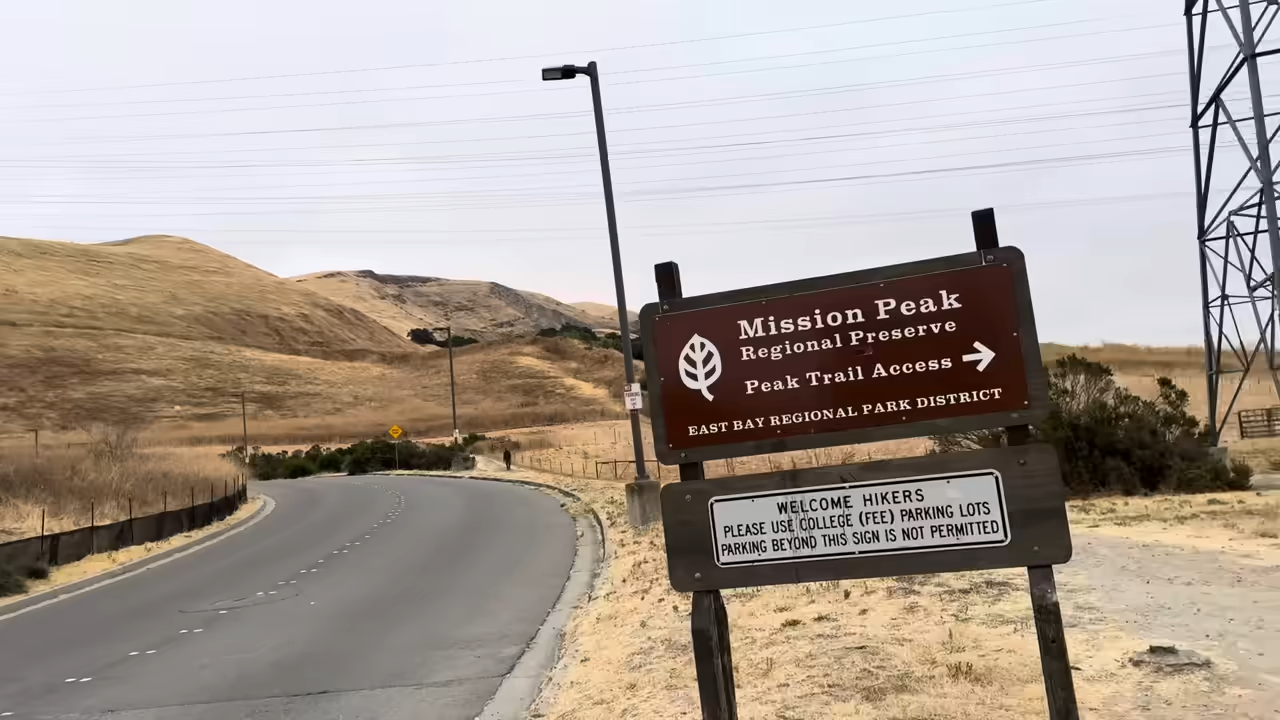 Mission Peak
Regional Preserve
Peak Trail Access
EAST BAY REGIONAL PARK DISTRICT
WELCOME HIKERS
PLEASE USE COLLEGE (FEE) PARKING LOTS
PARKING BEYOND THIS SIGN IS NOT PERMITTED